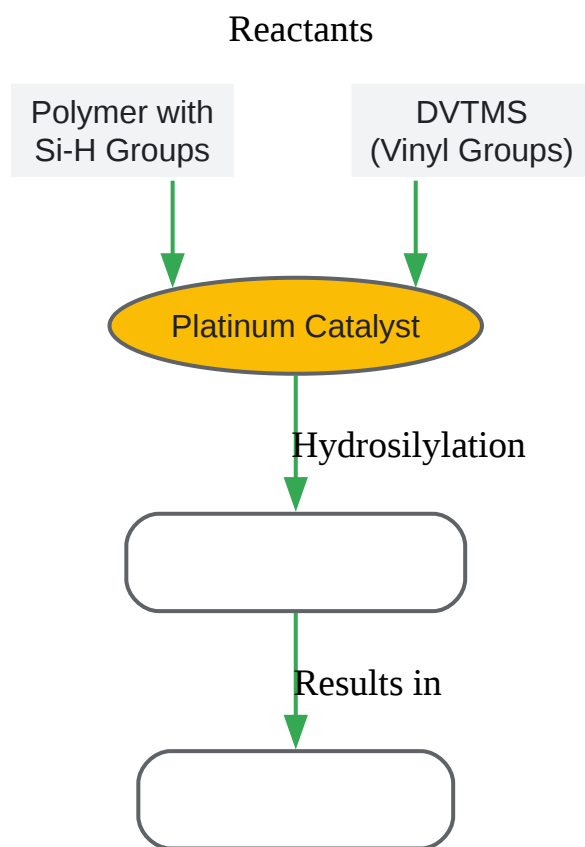 Reactants
Polymer with
Si-H Groups
DVTMS
(Vinyl Groups)
Platinum Catalyst
Hydrosilylation
Results in